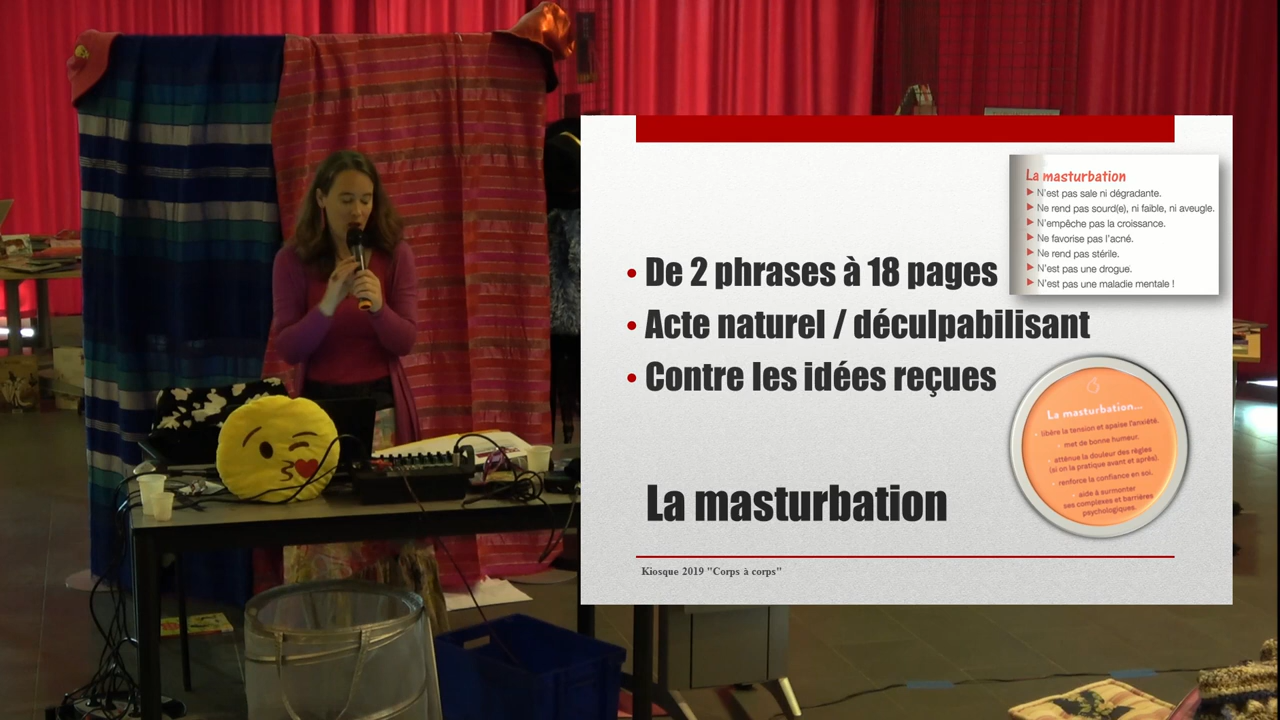 La masturbation
N'est pas sale ni dégradante.
Ne rend pas sourd(e), ni faible, ni aveugle.
N'empêche pas la croissance.
Ne favorise pas l'acné.
Ne rend pas stérile.
N'est pas une drogue.
N'est pas une maladie mentale !
• De 2 phrases à 18 pages
• Acte naturel / déculpabilisant
• Contre les idées reçues
La masturbation...
libère la tension et apaise l'anxiété.
met de bonne humeur.
atténue la douleur des règles
(si on la pratique avant et après).
renforce la confiance en soi.
aide à surmonter
ses complexes et barrières
psychologiques.
La masturbation
Kiosque 2019 "Corps à corps"